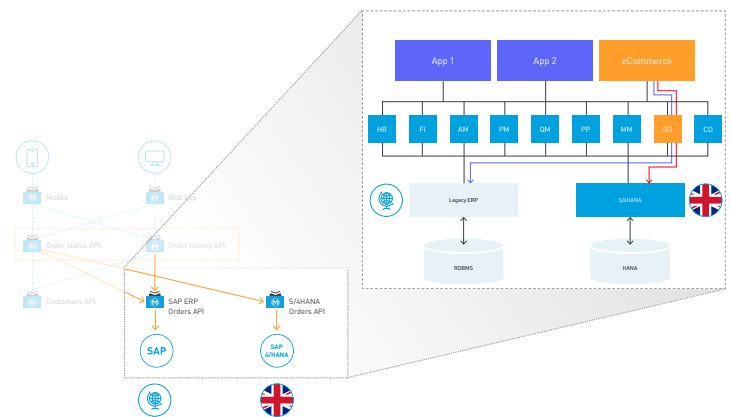 App 1
App 2
eCommerce
HR
FI
AM
PM
QM
PP
MM
SD
CO
Legacy ERP
S/4HANA
RDBMS
HANA
Mobile
Web app
Order status API
Order history API
Customers API
SAP ERP
Orders API
S/4HANA
Orders API
SAP
SAP
4/HANA